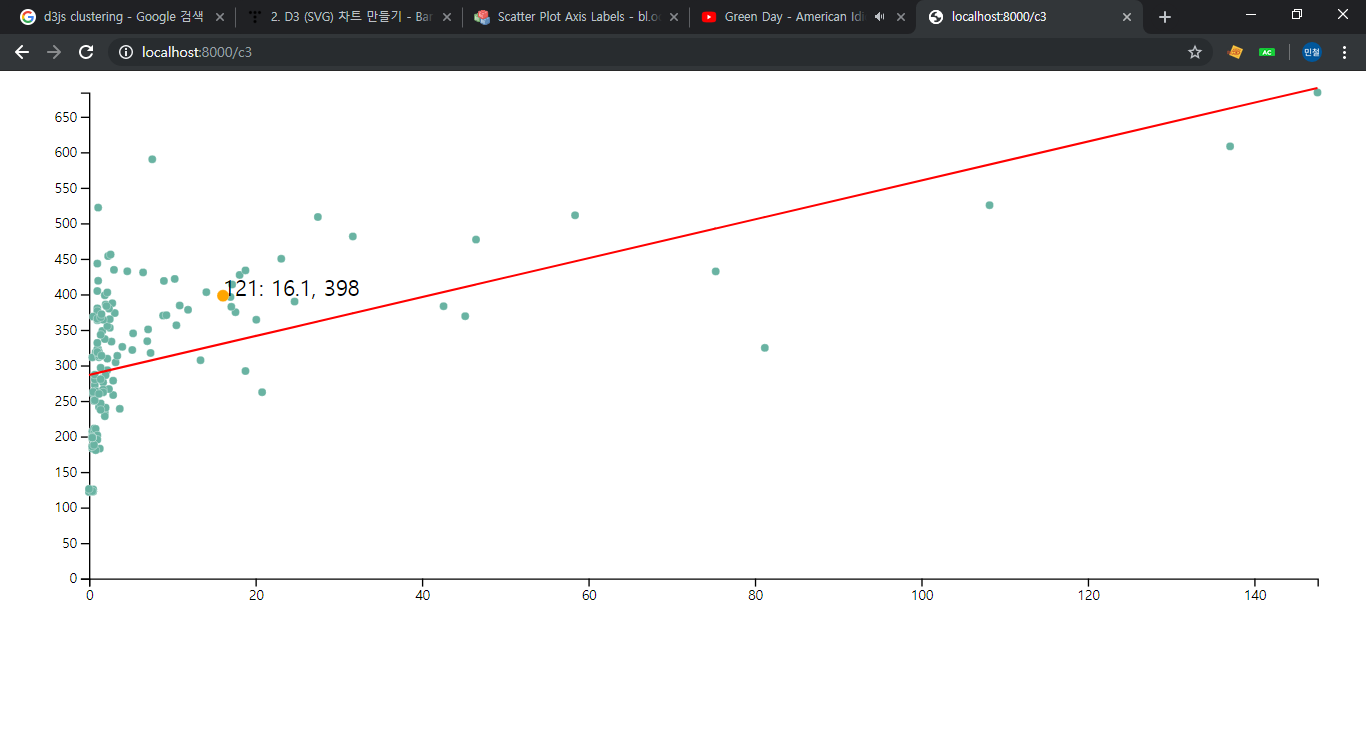 d3js clustering - Google 검색
2. D3 (SVG) 차트 만들기 - Bar
Scatter Plot Axis Labels - bl.oc
Green Day - American Idi
localhost:8000/c3
localhost:8000/c3
AC
민철
650
600
550
500
450
400
350
300
250
200
150
100
50
0
121: 16.1, 398
0 20 40 60 80 100 120 140